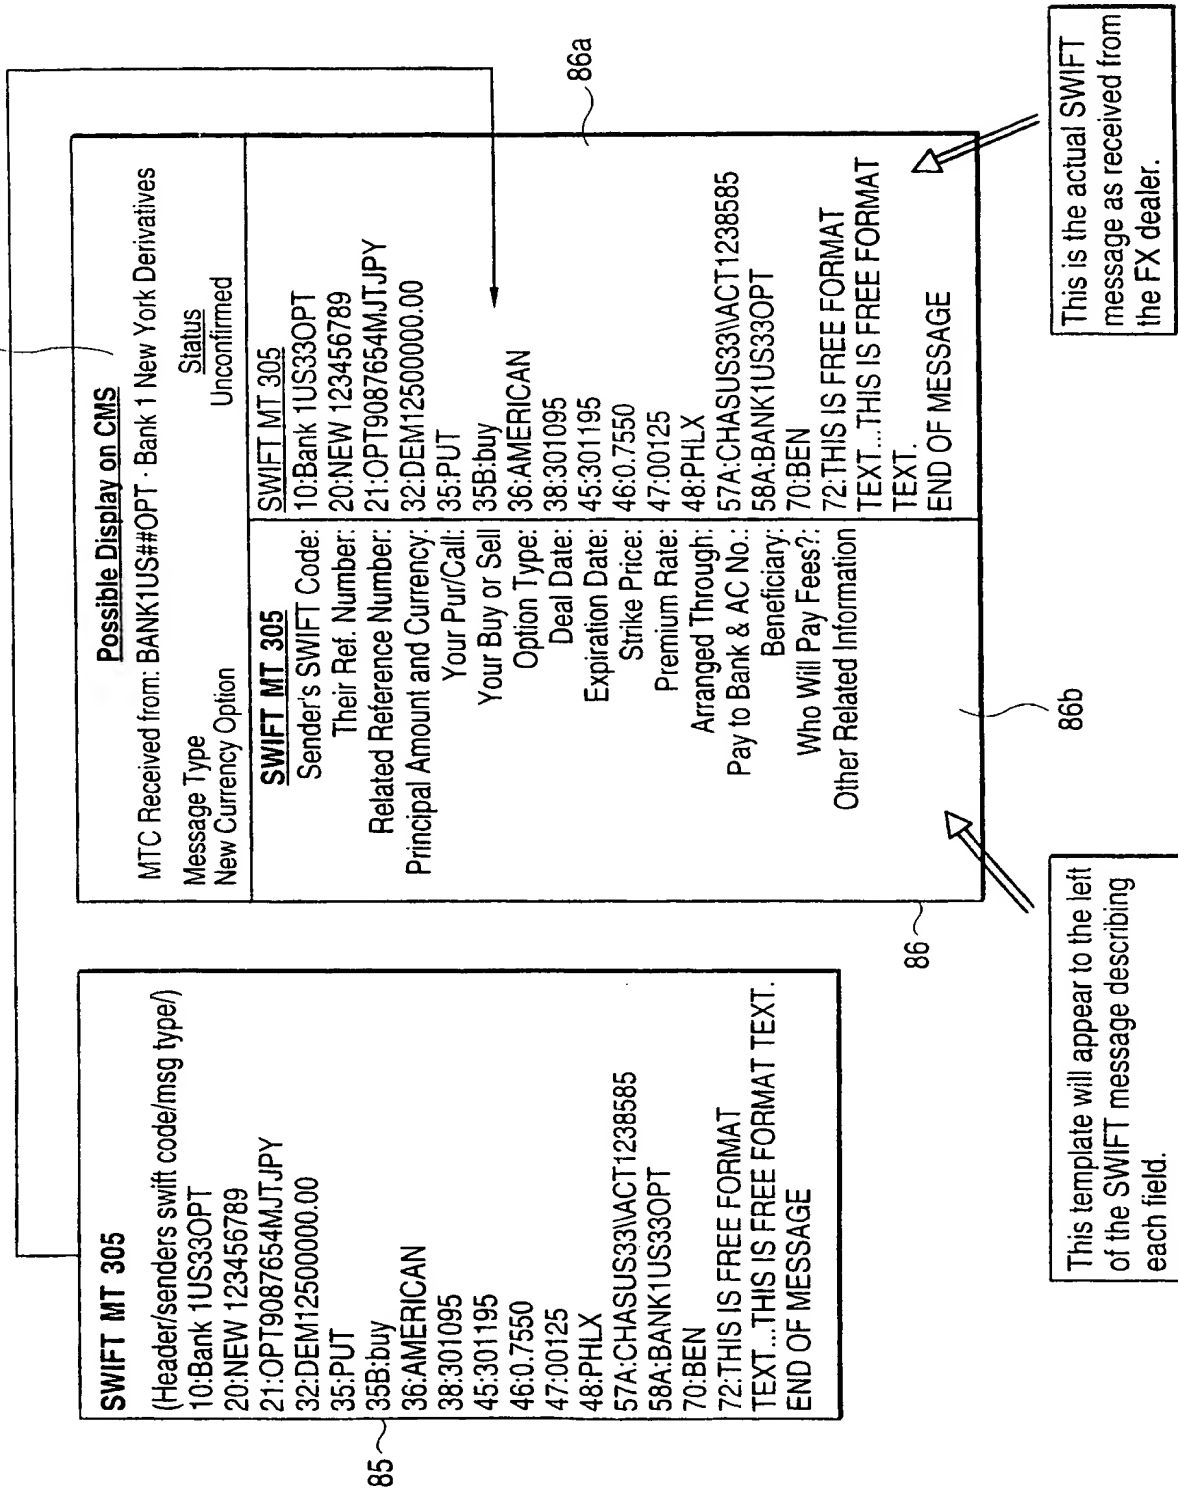 SWIFT MT 305
(Header/senders swift code/msg type/)
10:Bank 1US33OPT
20:NEW 123456789
21:OPT9087654MJTJPY
32:DEM12500000.00
35:PUT
35B:buy
36:AMERICAN
38:301095
45:301195
46:0.7550
47:00125
48:PHLX
57A:CHASUS33\\ACT1238585
58A:BANK1US33OPT
70:BEN
72:THIS IS FREE FORMAT
TEXT...THIS IS FREE FORMAT TEXT.
END OF MESSAGE
85
Possible Display on CMS
MTC Received from: BANK1US##OPT · Bank 1 New York Derivatives
Message Type
New Currency Option
Status
Unconfirmed
SWIFT MT 305
Sender's SWIFT Code:
Their Ref. Number:
Related Reference Number:
Principal Amount and Currency:
Your Pur/Call:
Your Buy or Sell
Option Type:
Deal Date:
Expiration Date:
Strike Price:
Premium Rate:
Arranged Through:
Pay to Bank & AC No.:
Beneficiary:
Who Will Pay Fees?:
Other Related Information
SWIFT MT 305
10:Bank 1US33OPT
20:NEW 123456789
21:OPT9087654MJTJPY
32:DEM12500000.00
35:PUT
35B:buy
36:AMERICAN
38:301095
45:301195
46:0.7550
47:00125
48:PHLX
57A:CHASUS33\\ACT1238585
58A:BANK1US33OPT
70:BEN
72:THIS IS FREE FORMAT
TEXT...THIS IS FREE FORMAT
TEXT.
END OF MESSAGE
86
86a
86b
This template will appear to the left
of the SWIFT message describing
each field.
This is the actual SWIFT
message as received from
the FX dealer.